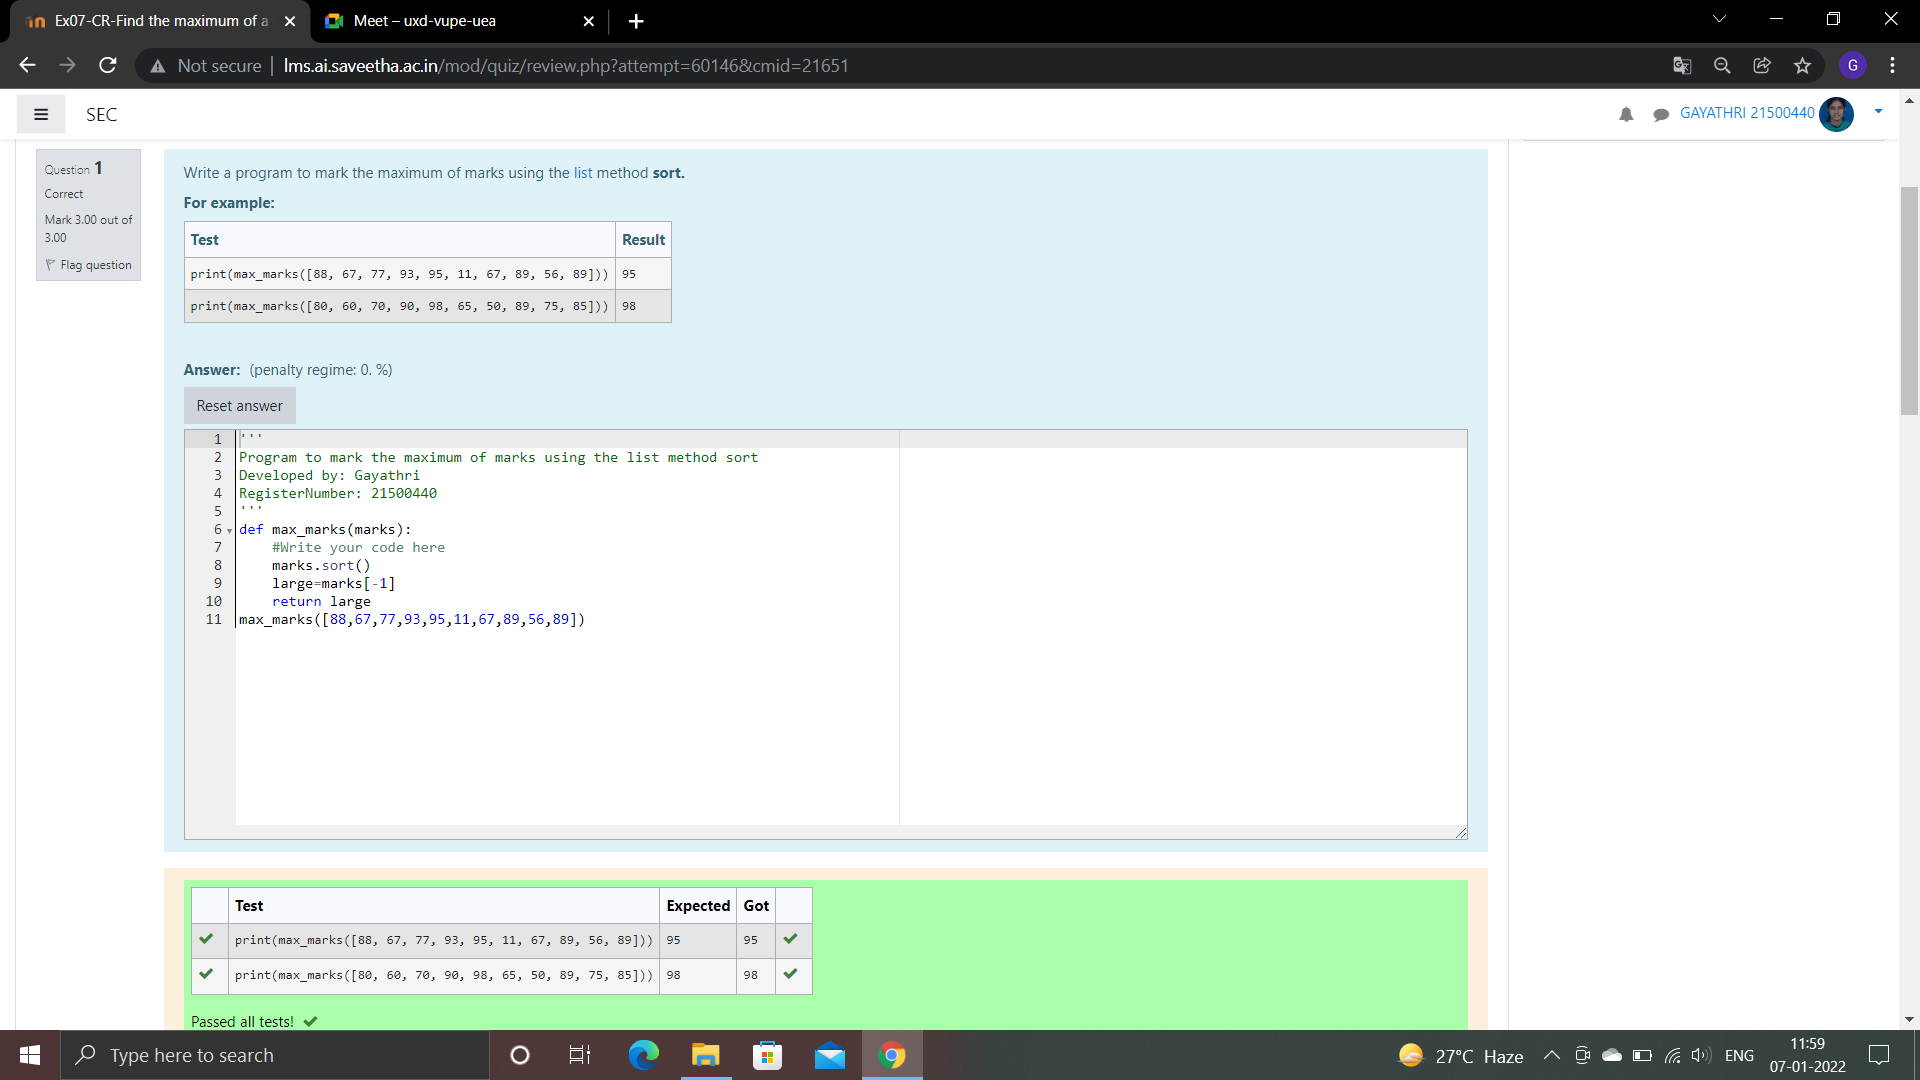 Ex07-CR-Find the maximum of a
Meet – uxd-vupe-uea
Not secure | lms.ai.saveetha.ac.in/mod/quiz/review.php?attempt=60146&cmid=21651
G
SEC
GAYATHRI 21500440
Question 1
Correct
Mark 3.00 out of
3.00
Flag question
Write a program to mark the maximum of marks using the list method sort.
For example:
Test Result
print(max_marks([88, 67, 77, 93, 95, 11, 67, 89, 56, 89])) 95
print(max_marks([80, 60, 70, 90, 98, 65, 50, 89, 75, 85])) 98
Answer: (penalty regime: 0. %)
Reset answer
1 '''
2 Program to mark the maximum of marks using the list method sort
3 Developed by: Gayathri
4 RegisterNumber: 21500440
5 '''
6 def max_marks(marks):
7 #Write your code here
8 marks.sort()
9 large=marks[-1]
10 return large
11 max_marks([88,67,77,93,95,11,67,89,56,89])
Test Expected Got
print(max_marks([88, 67, 77, 93, 95, 11, 67, 89, 56, 89])) 95 95
print(max_marks([80, 60, 70, 90, 98, 65, 50, 89, 75, 85])) 98 98
Passed all tests!
Type here to search
27°C Haze
ENG
11:59
07-01-2022